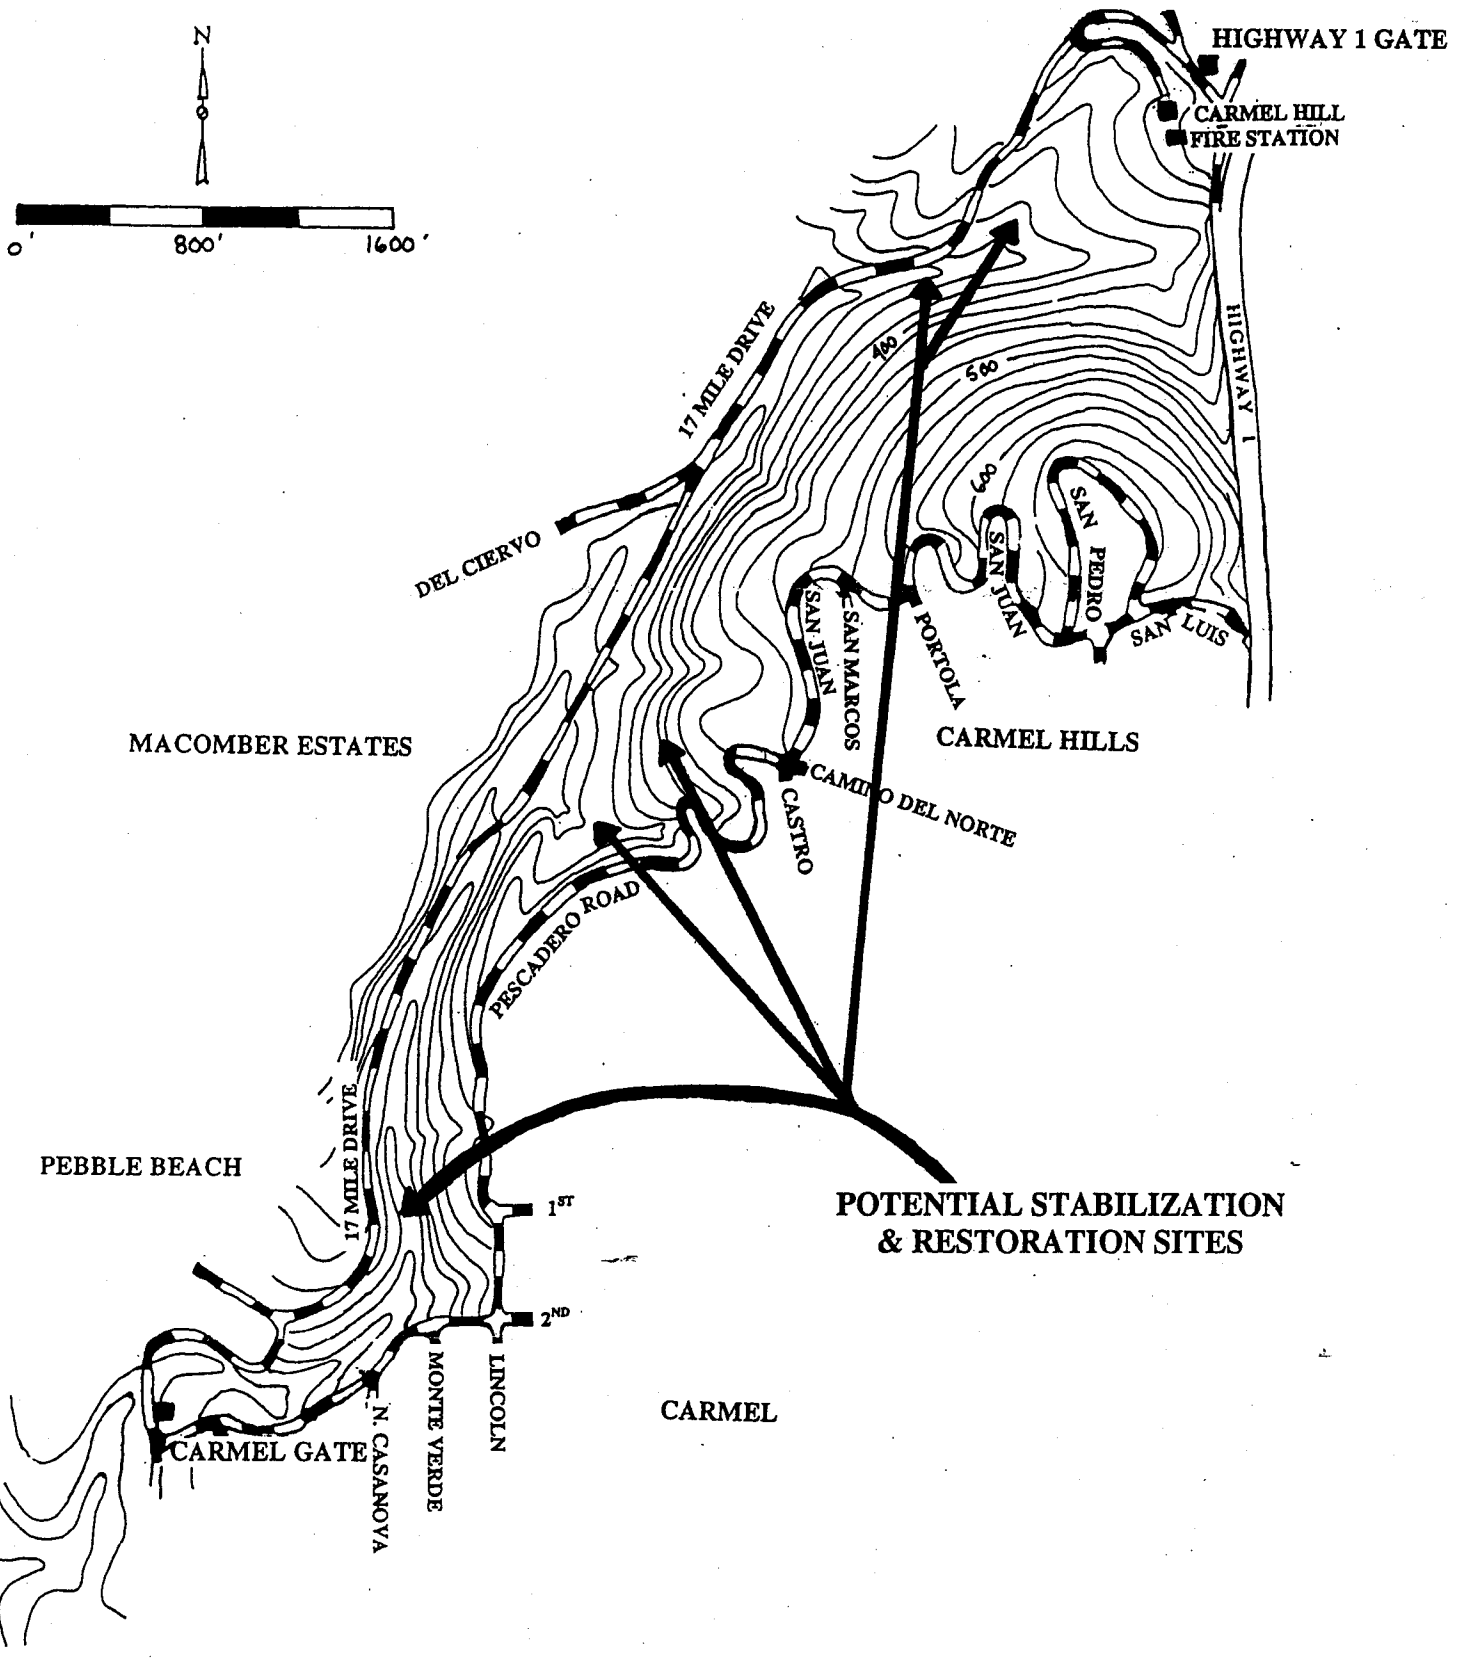 N
HIGHWAY 1 GATE
CARMEL HILL
FIRE STATION
0' 800' 1600'
17 MILE DRIVE
HIGHWAY 1
400
500
600
DEL CIERVO
SAN PEDRO
SAN JUAN
SAN LUIS
SAN JUAN
SAN MARCOS
PORTOLA
MACOMBER ESTATES
CARMEL HILLS
CAMINO DEL NORTE
CASTRO
PESCADERO ROAD
17 MILE DRIVE
PEBBLE BEACH
1ST
POTENTIAL STABILIZATION
& RESTORATION SITES
2ND
LINCOLN
MONTE VERDE
N. CASANOVA
CARMEL
CARMEL GATE